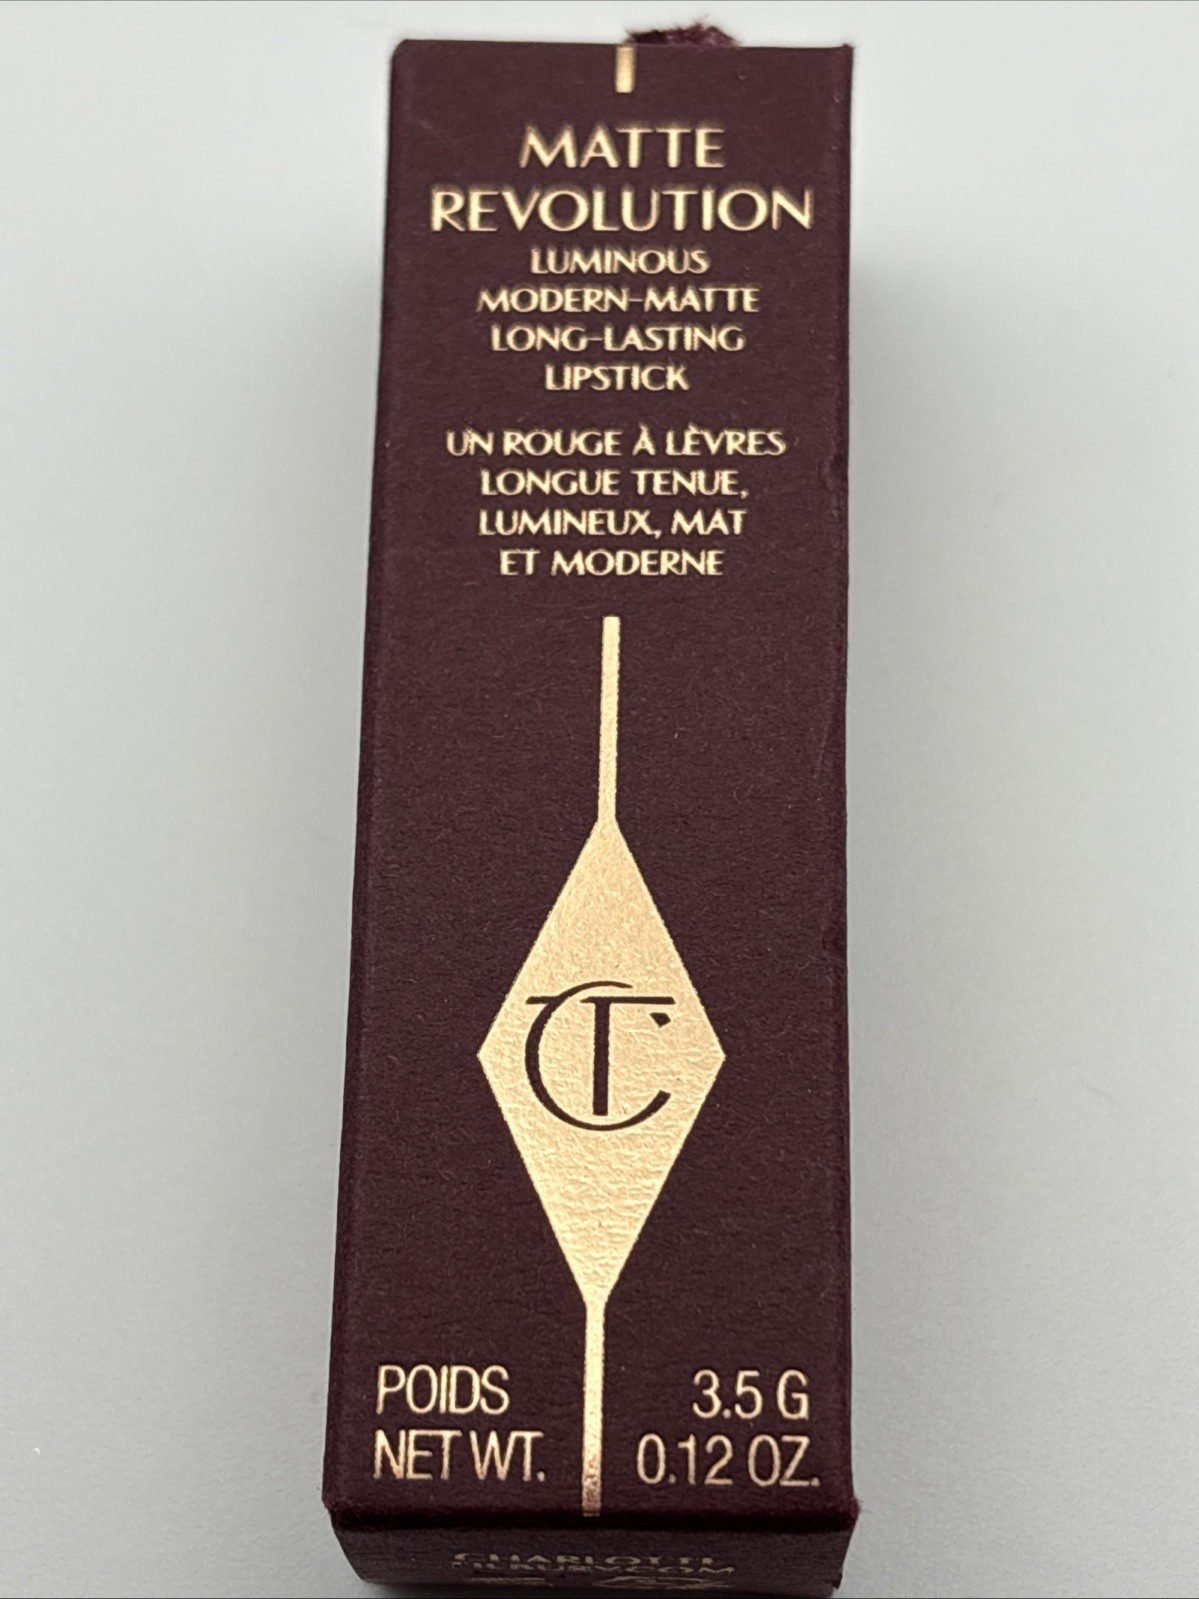 MATTE
REVOLUTION
LUMINOUS
MODERN-MATTE
LONG-LASTING
LIPSTICK
UN ROUGE À LÈVRES
LONGUE TENUE,
LUMINEUX, MAT
ET MODERNE
CT
POIDS 3.5 G
NET WT. 0.12 OZ.
CHARLOTTE